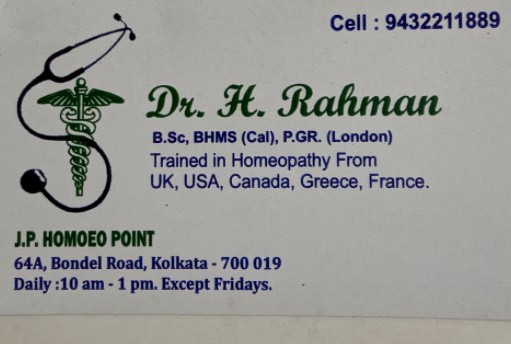 Cell : 9432211889
Dr. H. Rahman
B.Sc, BHMS (Cal), P.GR. (London)
Trained in Homeopathy From
UK, USA, Canada, Greece, France.
J.P. HOMOEO POINT
64A, Bondel Road, Kolkata - 700 019
Daily :10 am - 1 pm. Except Fridays.